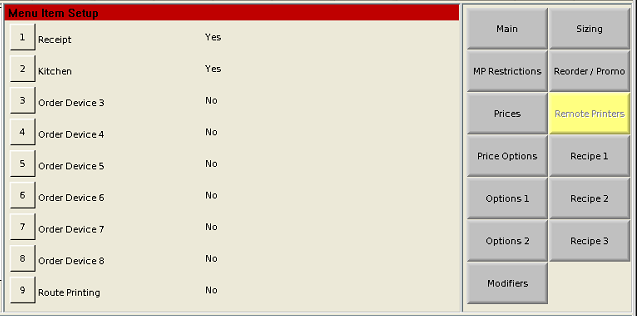 Menu Item Setup
1 Receipt Yes
2 Kitchen Yes
3 Order Device 3 No
4 Order Device 4 No
5 Order Device 5 No
6 Order Device 6 No
7 Order Device 7 No
8 Order Device 8 No
9 Route Printing No
Main Sizing
MP Restrictions Reorder / Promo
Prices Remote Printers
Price Options Recipe 1
Options 1 Recipe 2
Options 2 Recipe 3
Modifiers